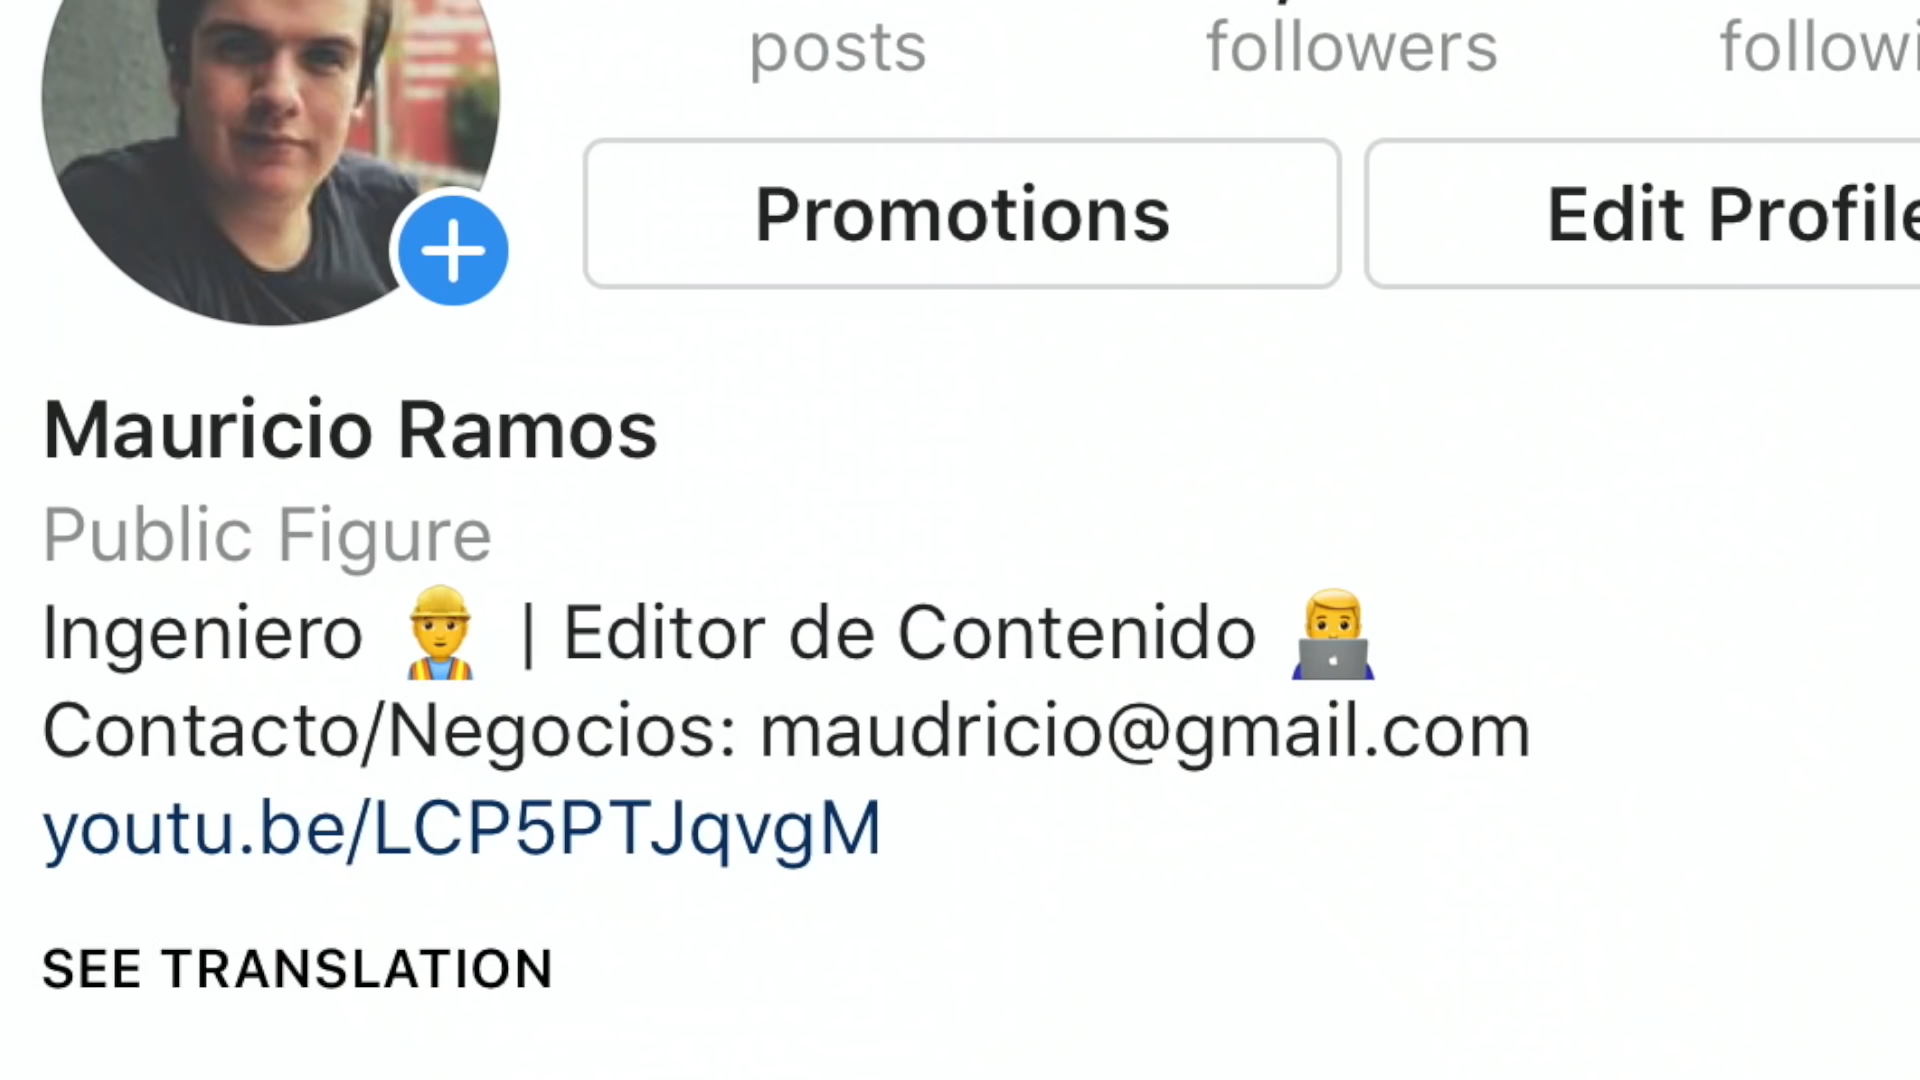 posts followers
Promotions Edit Profile
Mauricio Ramos
Public Figure
Ingeniero 👷‍♂️ | Editor de Contenido 👨‍💻
Contacto/Negocios: maudricio@gmail.com
youtu.be/LCP5PTJqvgM
SEE TRANSLATION